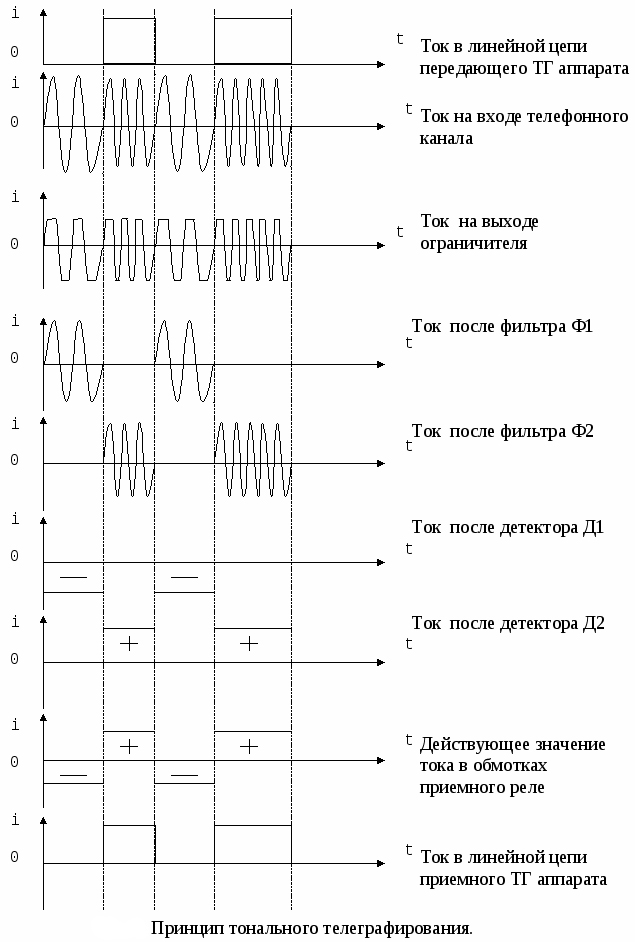 i
0
t
Ток в линейной цепи
передающего ТГ аппарата
i
0
t
Ток на входе телефонного
канала
i
0
t
Ток на выходе
ограничителя
i
0
Ток после фильтра Ф1
t
i
0
Ток после фильтра Ф2
t
i
0
Ток после детектора Д1
t
—
—
i
0
Ток после детектора Д2
t
+
+
i
0
t
Действующее значение
тока в обмотках
приемного реле
+
+
—
—
i
0
t
Ток в линейной цепи
приемного ТГ аппарата
Принцип тонального телеграфирования.